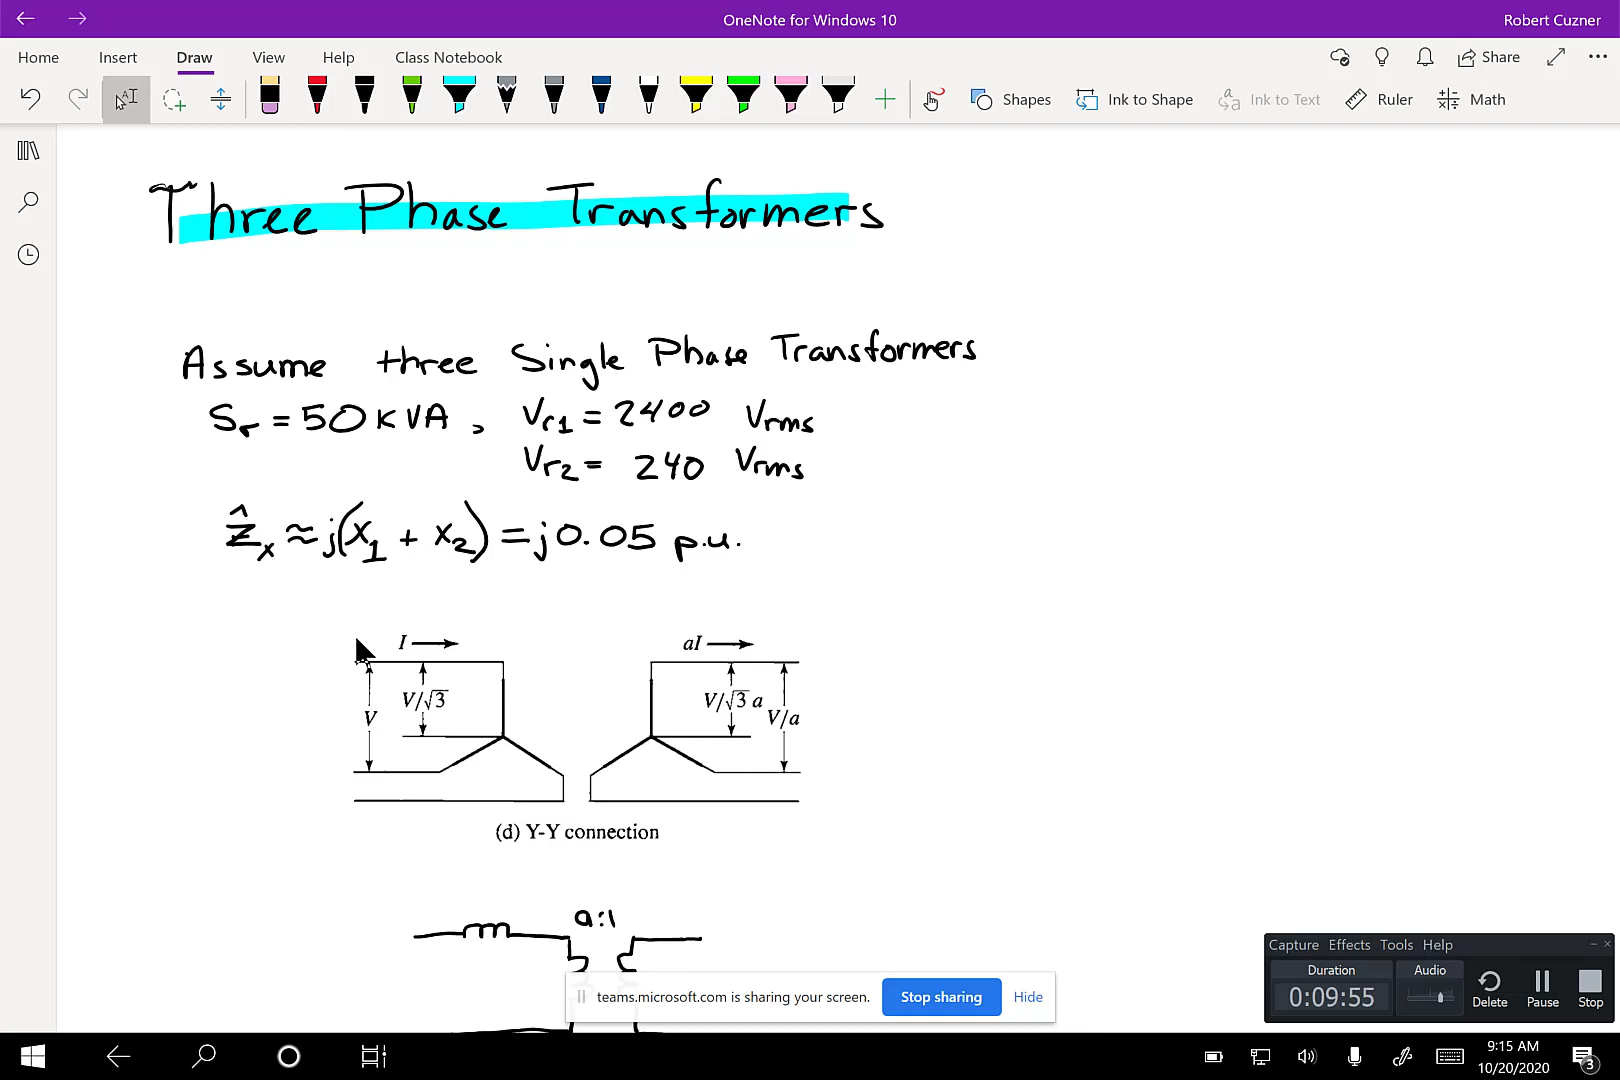 OneNote for Windows 10
Robert Cuzner
Home Insert Draw View Help Class Notebook
Share
Shapes Ink to Shape Ink to Text Ruler Math
Three Phase Transformers
Assume three Single Phase Transformers
Sr = 50 KVA, Vr1 = 2400 Vrms
Vr2 = 240 Vrms
Ẑx ≈ j(X1 + X2) = j0.05 p.u.
I aI
V/√3 V/√3 a
V V/a
(d) Y-Y connection
a:1
Capture Effects Tools Help
Duration Audio
0:09:55 Delete Pause Stop
teams.microsoft.com is sharing your screen. Stop sharing Hide
9:15 AM
10/20/2020
3